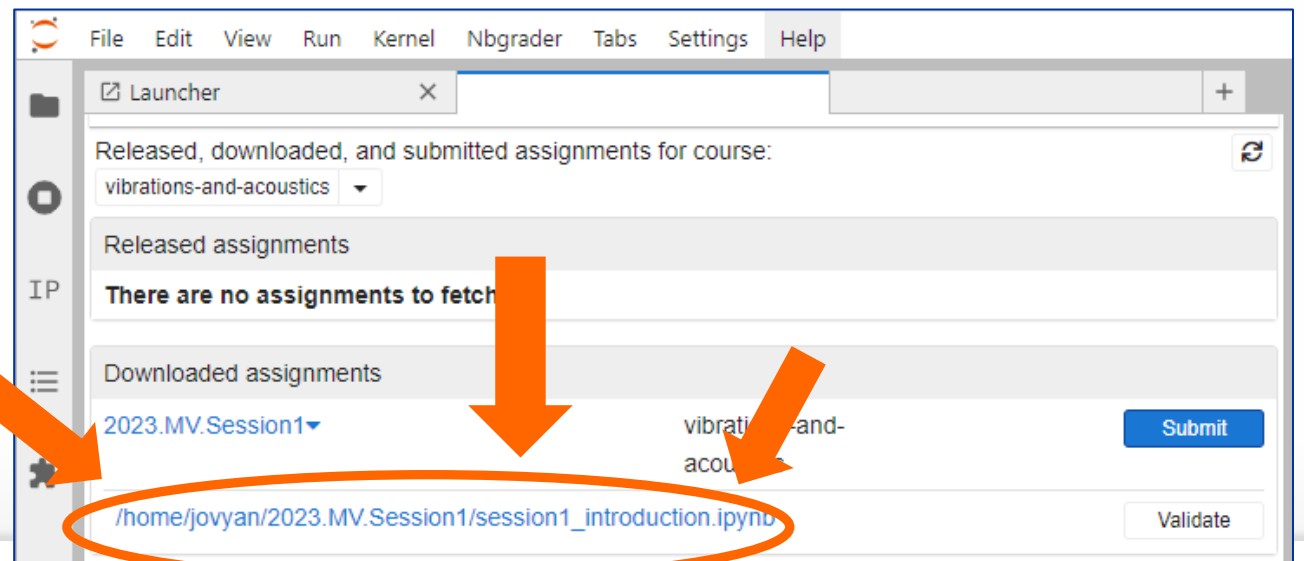 File Edit View Run Kernel Nbgrader Tabs Settings Help
Launcher
Released, downloaded, and submitted assignments for course:
vibrations-and-acoustics
Released assignments
There are no assignments to fetch
IP
Downloaded assignments
2023.MV.Session1
vibrations-and-
Submit
/home/jovyan/2023.MV.Session1/session1_introduction.ipynb
Validate